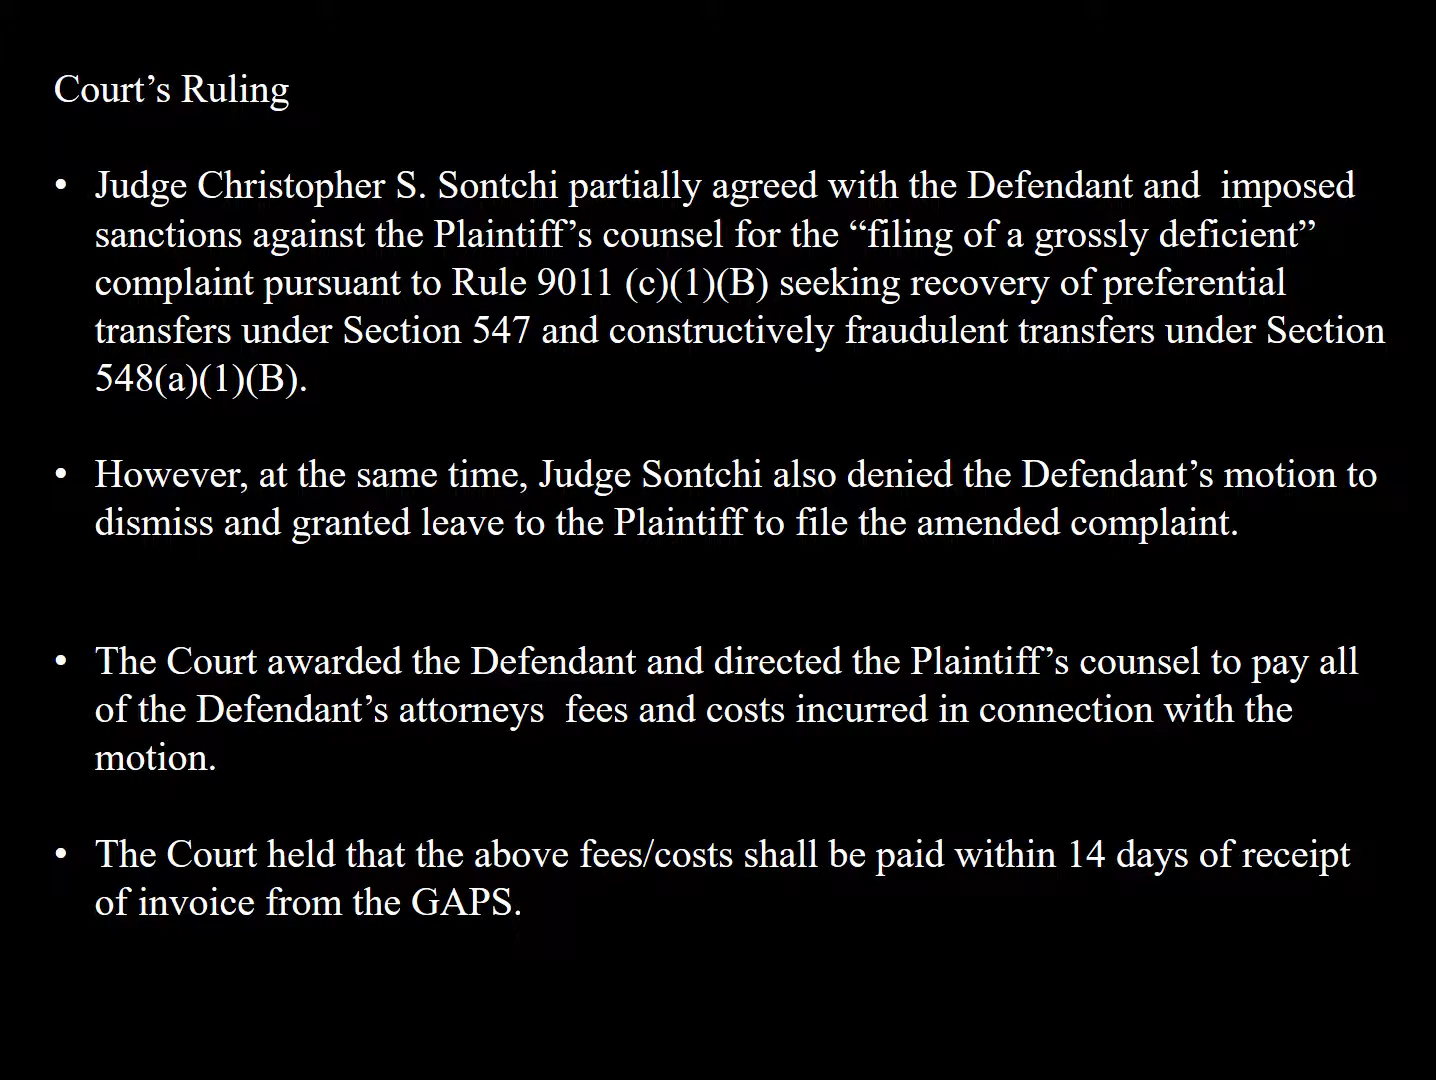 Court’s Ruling
• Judge Christopher S. Sontchi partially agreed with the Defendant and  imposed
sanctions against the Plaintiff’s counsel for the “filing of a grossly deficient”
complaint pursuant to Rule 9011 (c)(1)(B) seeking recovery of preferential
transfers under Section 547 and constructively fraudulent transfers under Section
548(a)(1)(B).
• However, at the same time, Judge Sontchi also denied the Defendant’s motion to
dismiss and granted leave to the Plaintiff to file the amended complaint.
• The Court awarded the Defendant and directed the Plaintiff’s counsel to pay all
of the Defendant’s attorneys  fees and costs incurred in connection with the
motion.
• The Court held that the above fees/costs shall be paid within 14 days of receipt
of invoice from the GAPS.